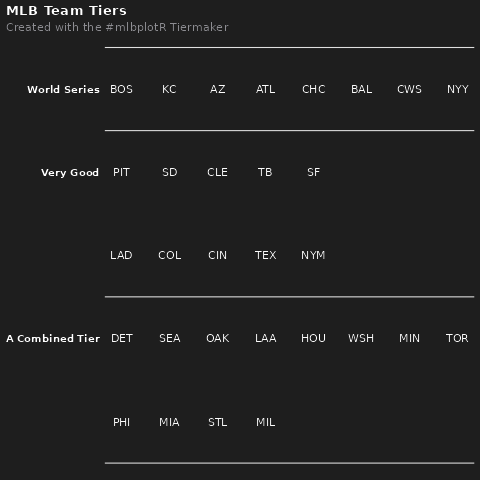 MLB Team Tiers
Created with the #mlbplotR Tiermaker
World Series BOS KC AZ ATL CHC BAL CWS NYY
Very Good PIT SD CLE TB SF
LAD COL CIN TEX NYM
A Combined Tier DET SEA OAK LAA HOU WSH MIN TOR
PHI MIA STL MIL